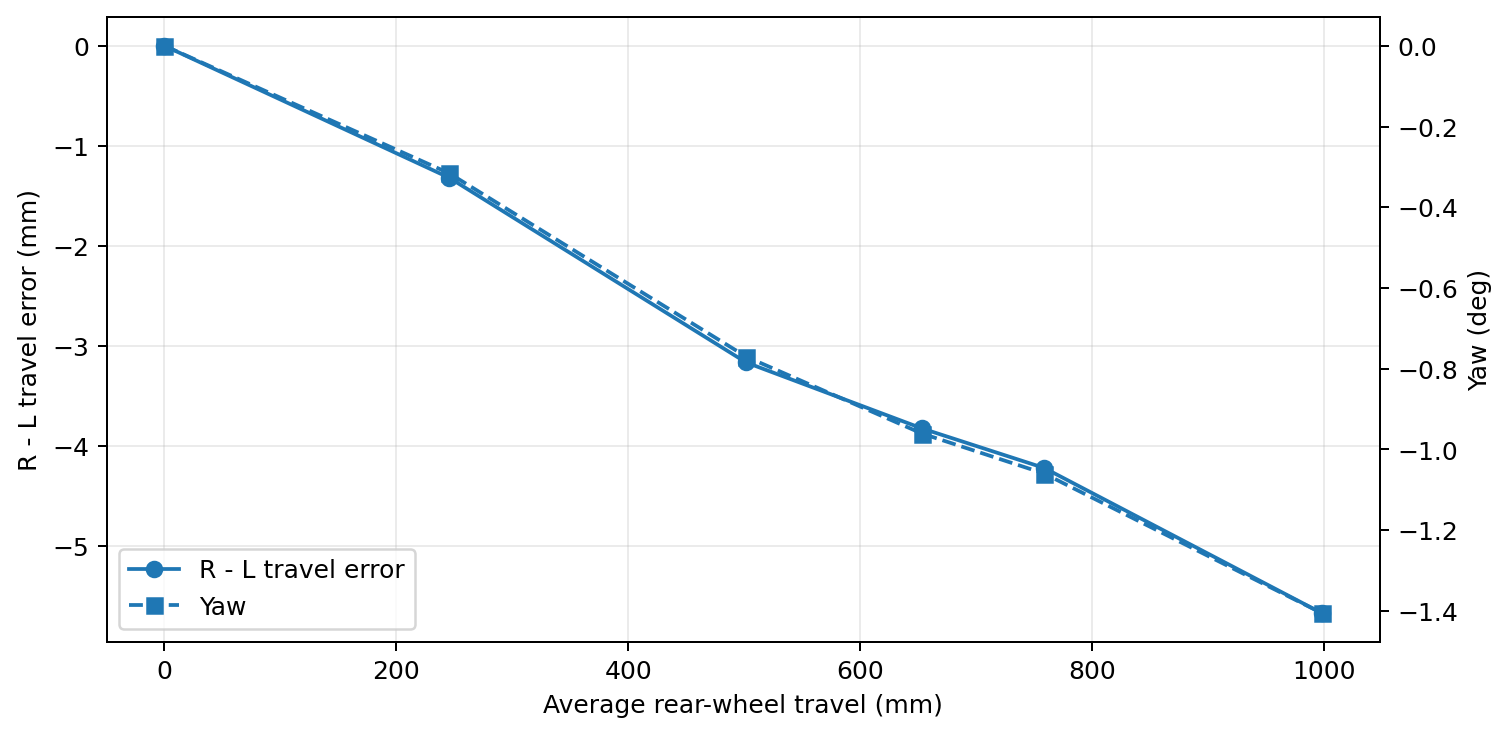 0
−1
−2
−3
−4
−5
R - L travel error (mm)
0.0
−0.2
−0.4
−0.6
−0.8
−1.0
−1.2
−1.4
Yaw (deg)
R - L travel error
Yaw
0 200 400 600 800 1000
Average rear-wheel travel (mm)